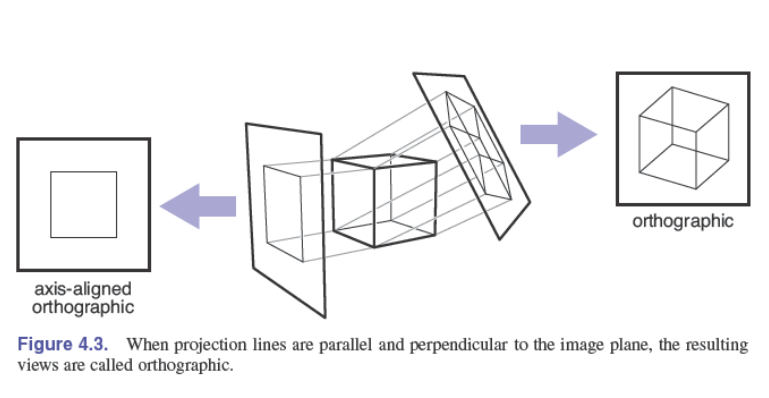 orthographic
axis-aligned
orthographic
Figure 4.3. When projection lines are parallel and perpendicular to the image plane, the resulting
views are called orthographic.